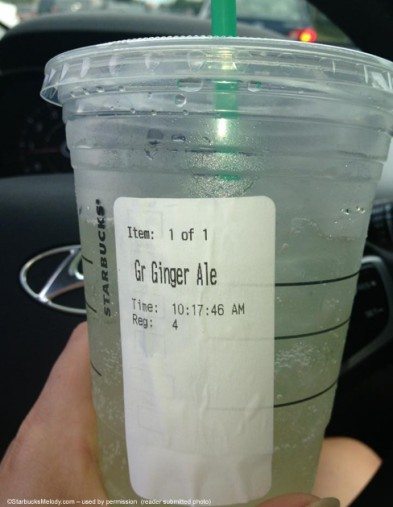 STARBUCKS®
Item: 1 of 1
Gr Ginger Ale
Time: 10:17:46 AM
Reg: 4
©StarbucksMelody.com – used by permission (reader submitted photo)